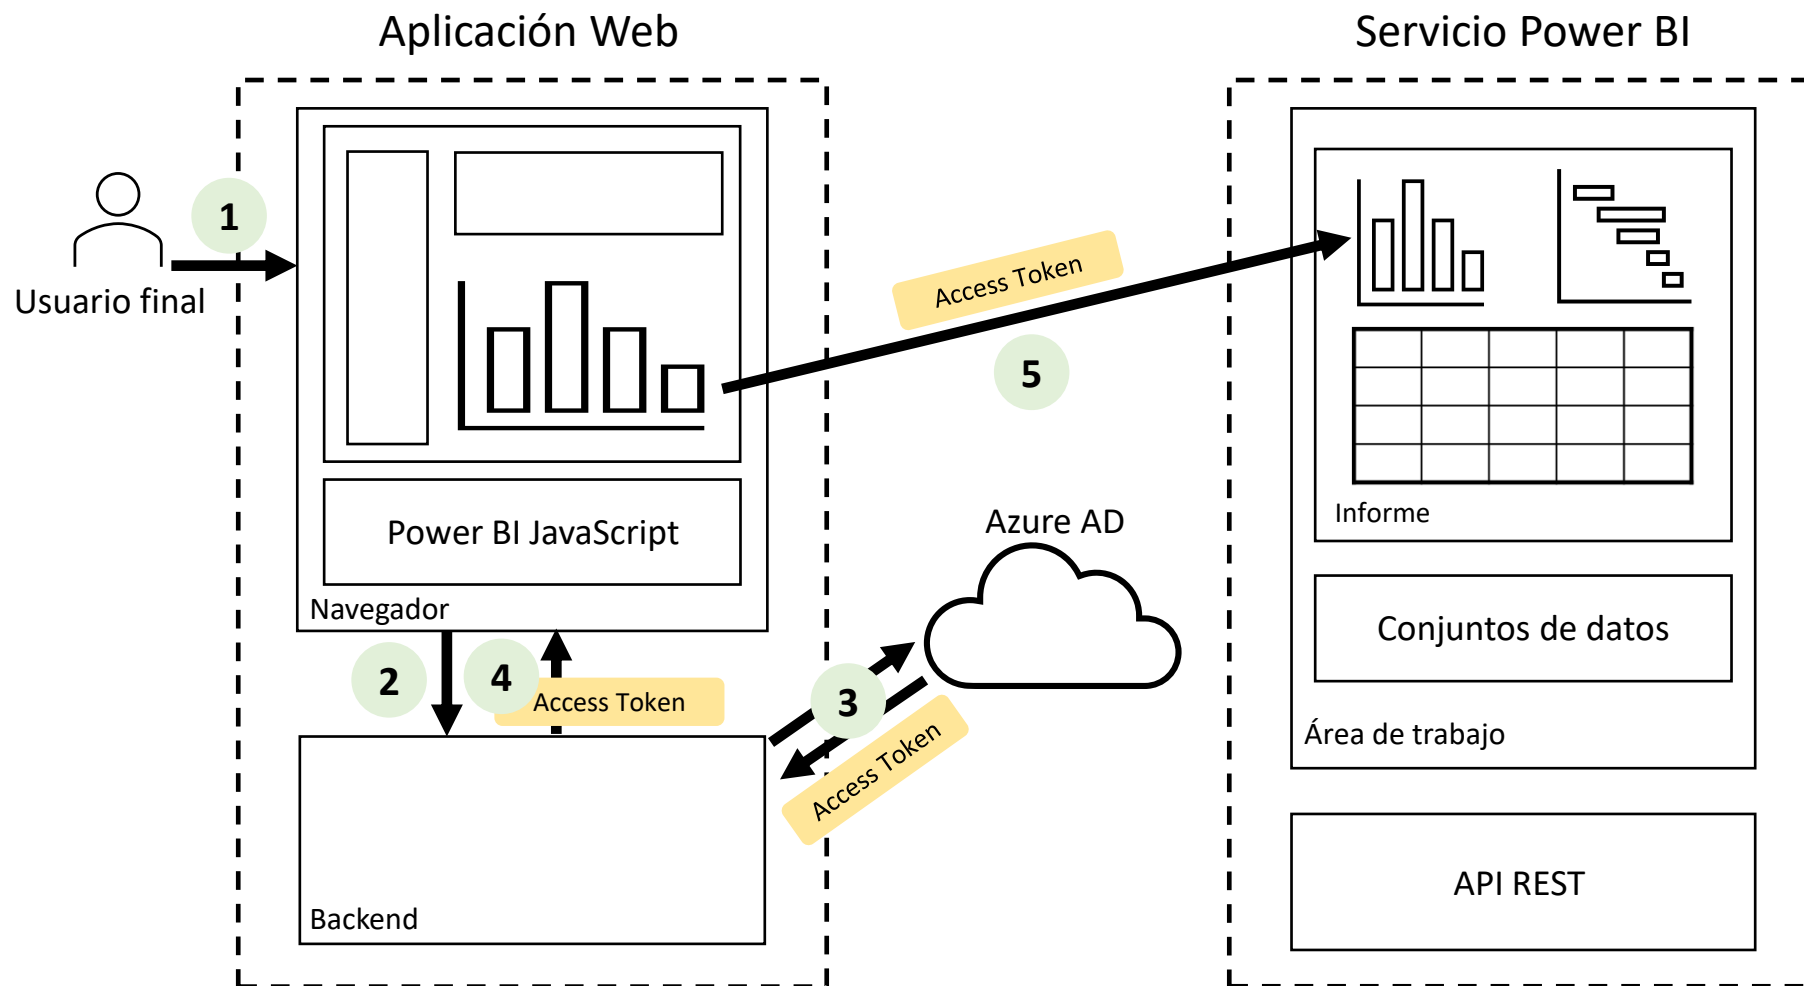 Aplicación Web
Servicio Power BI
1
Usuario final
Access Token
5
Power BI JavaScript
Navegador
Azure AD
Informe
Conjuntos de datos
Área de trabajo
2
4
Access Token
3
Access Token
Backend
API REST